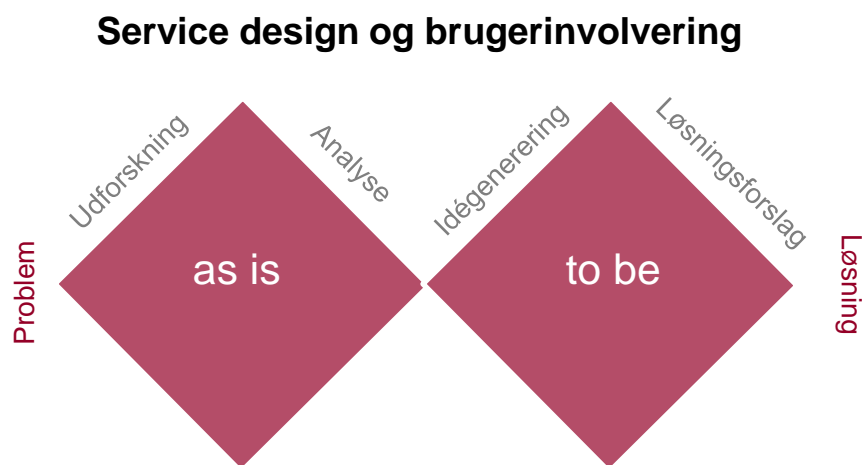 Service design og brugerinvolvering
Udforskning
Analyse
Idégenerering
Løsningsforslag
Problem
as is
to be
Løsning